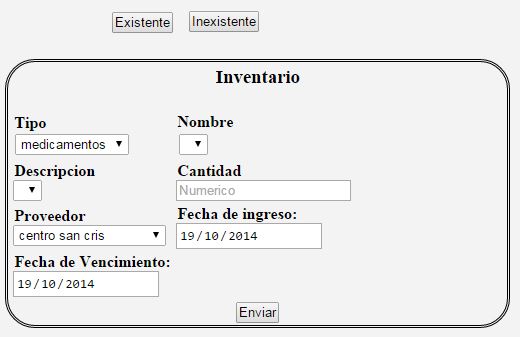 Existente Inexistente
Inventario
Tipo Nombre
medicamentos
Descripcion Cantidad
Numerico
Proveedor Fecha de ingreso:
centro san cris 19/10/2014
Fecha de Vencimiento:
19/10/2014
Enviar